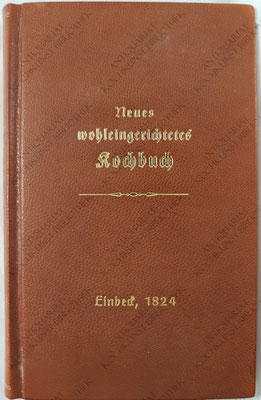 Neues
wohleingerichtetes
Kochbuch
Einbeck, 1824